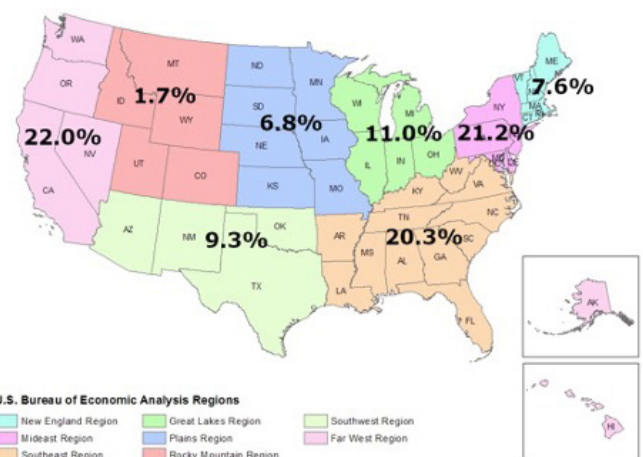 WA
MT
ND
MN
ME
VT
OR
ID
1.7%
SD
WI
MI
NY
7.6%
MA
CT
22.0%
WY
6.8%
11.0%
21.2%
NV
NE
IA
IL
IN
OH
DE
UT
CO
KS
MO
WV
VA
CA
KY
AZ
NM
9.3%
OK
AR
TN
20.3%
NC
SC
TX
MS
AL
GA
LA
FL
AK
HI
U.S. Bureau of Economic Analysis Regions
New England Region
Great Lakes Region
Southwest Region
Mideast Region
Plains Region
Far West Region
Southeast Region
Rocky Mountain Region